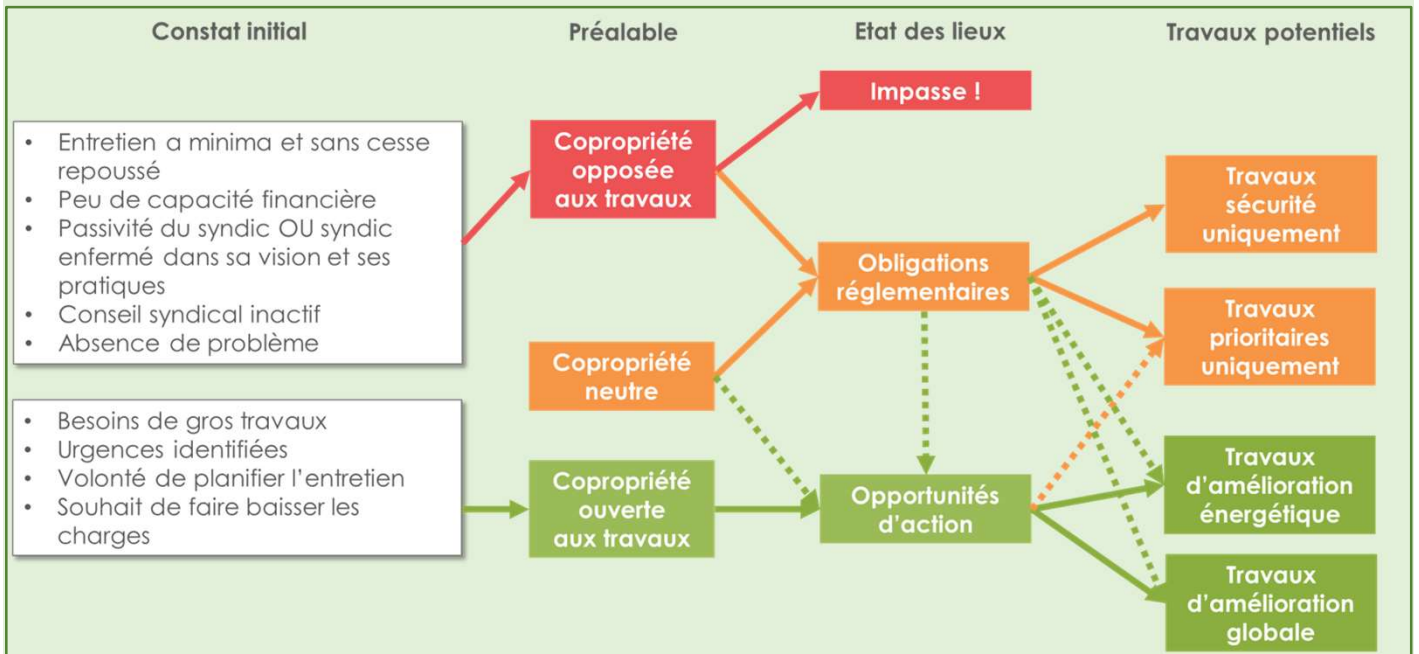 Constat initial
Préalable
Etat des lieux
Travaux potentiels
• Entretien a minima et sans cesse
repoussé
• Peu de capacité financière
• Passivité du syndic OU syndic
enfermé dans sa vision et ses
pratiques
• Conseil syndical inactif
• Absence de problème
• Besoins de gros travaux
• Urgences identifiées
• Volonté de planifier l'entretien
• Souhait de faire baisser les
charges
Copropriété
opposée
aux travaux
Copropriété
neutre
Copropriété
ouverte
aux travaux
Impasse !
Obligations
réglementaires
Opportunités
d'action
Travaux
sécurité
uniquement
Travaux
prioritaires
uniquement
Travaux
d'amélioration
énergétique
Travaux
d'amélioration
globale